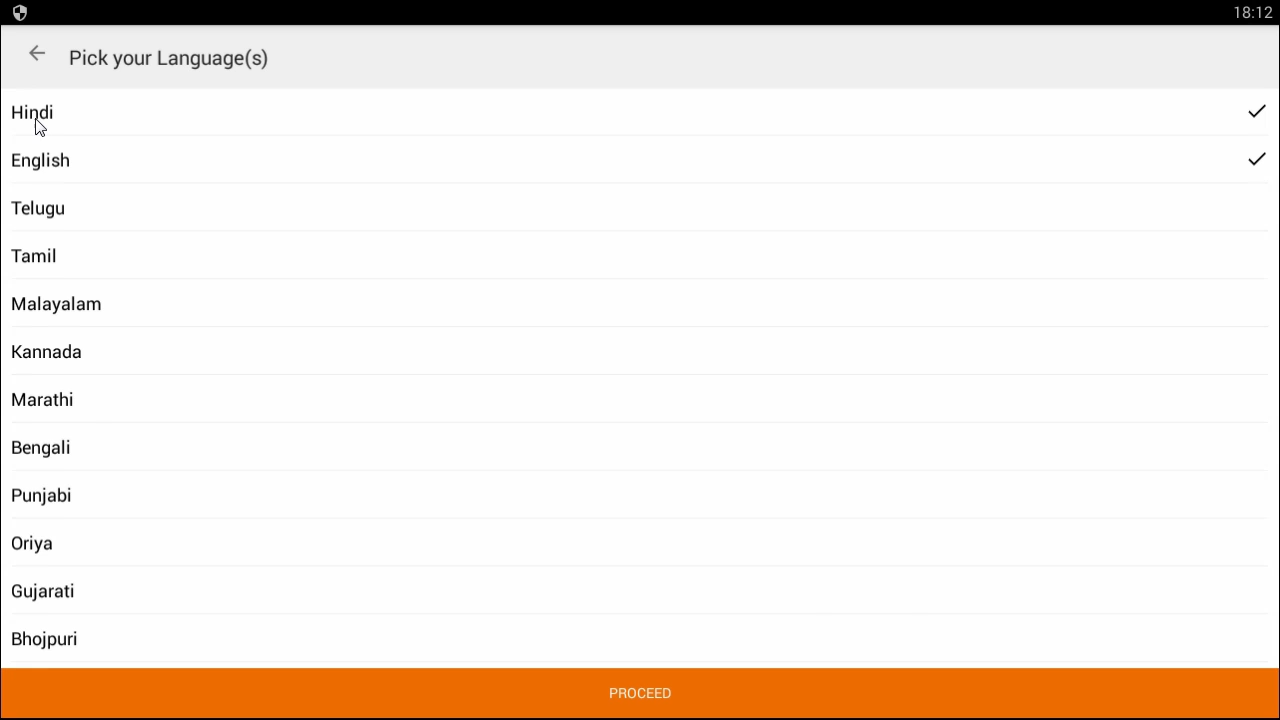 18:12
Pick your Language(s)
Hindi
English
Telugu
Tamil
Malayalam
Kannada
Marathi
Bengali
Punjabi
Oriya
Gujarati
Bhojpuri
PROCEED